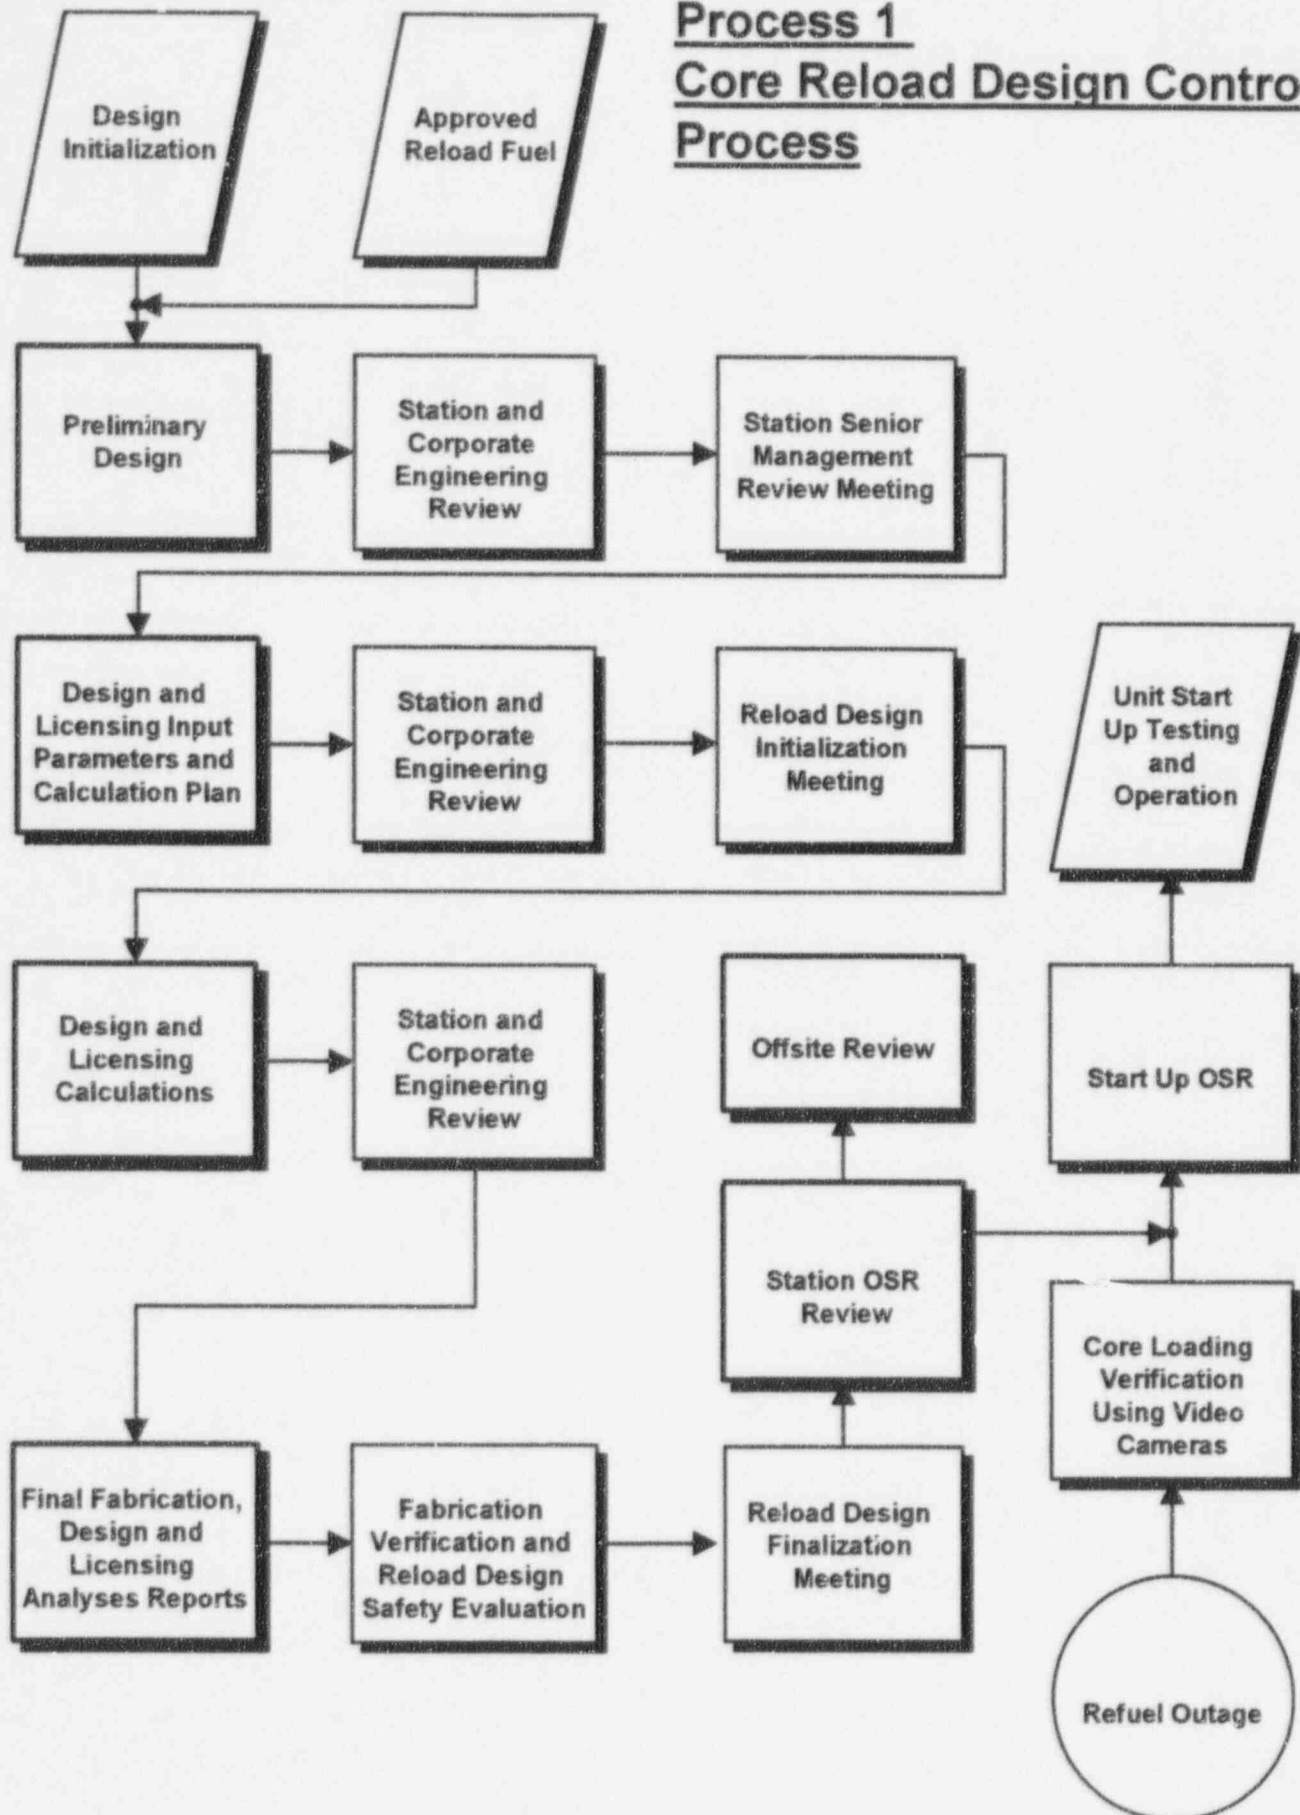 Process 1
Core Reload Design Contro
Process
Design
Initialization
Approved
Reload Fuel
Preliminary
Design
Station and
Corporate
Engineering
Review
Station Senior
Management
Review Meeting
Design and
Licensing Input
Parameters and
Calculation Plan
Station and
Corporate
Engineering
Review
Reload Design
Initialization
Meeting
Unit Start
Up Testing
and
Operation
Design and
Licensing
Calculations
Station and
Corporate
Engineering
Review
Offsite Review
Start Up OSR
Station OSR
Review
Core Loading
Verification
Using Video
Cameras
Final Fabrication,
Design and
Licensing
Analyses Reports
Fabrication
Verification and
Reload Design
Safety Evaluation
Reload Design
Finalization
Meeting
Refuel Outage